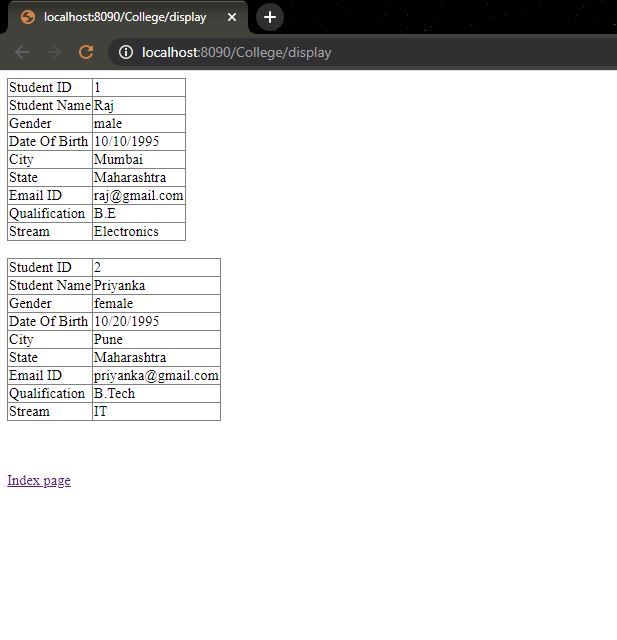 localhost:8090/College/display
localhost:8090/College/display
Student ID 1
Student Name Raj
Gender male
Date Of Birth 10/10/1995
City Mumbai
State Maharashtra
Email ID raj@gmail.com
Qualification B.E
Stream Electronics
Student ID 2
Student Name Priyanka
Gender female
Date Of Birth 10/20/1995
City Pune
State Maharashtra
Email ID priyanka@gmail.com
Qualification B.Tech
Stream IT
Index page